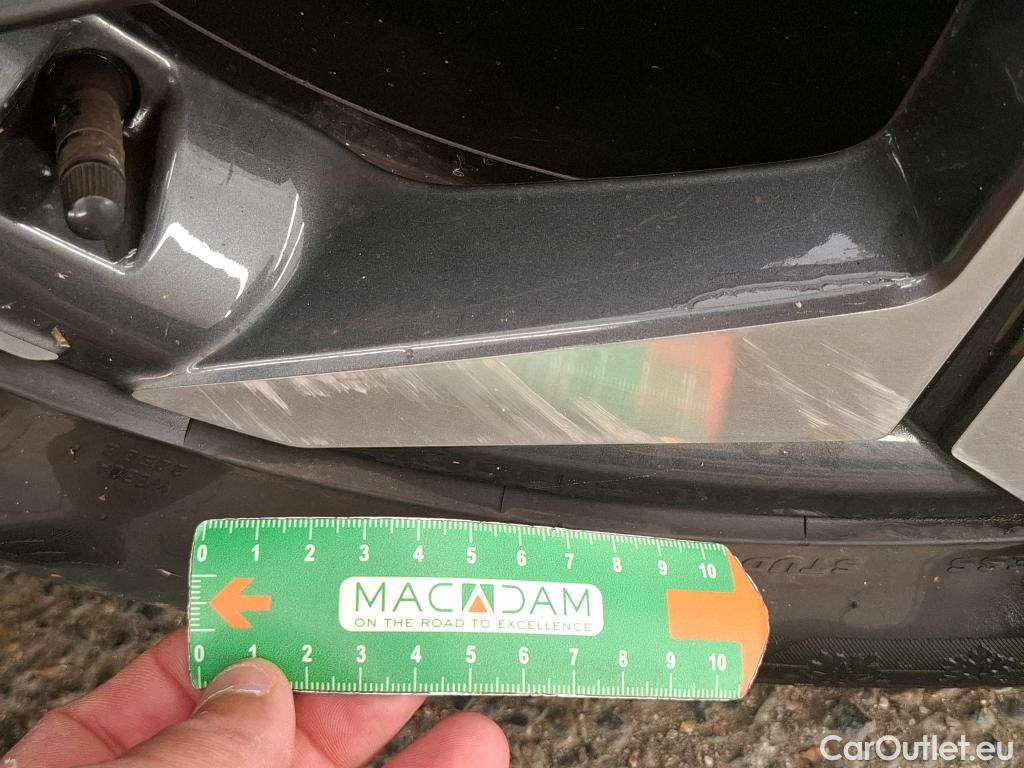 0 1 2 3 4 5 6 7 8 9 10
MACADAM
ON THE ROAD TO EXCELLENCE
0 1 2 3 4 5 6 7 8 9 10
CarOutlet.eu